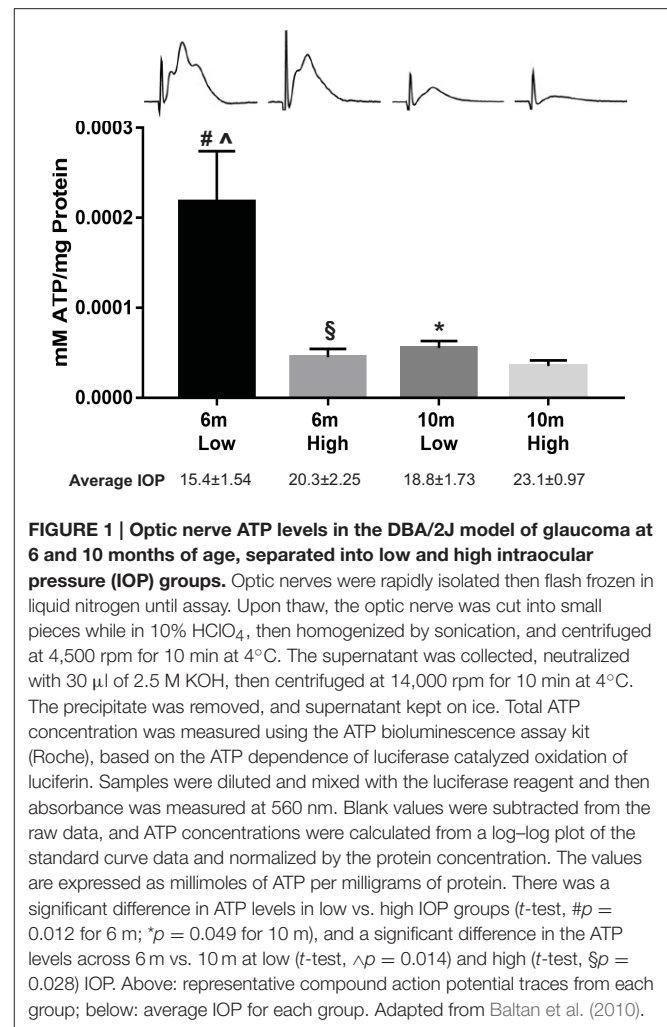 0.0003
# ^
0.0002
mM ATP/mg Protein
0.0001
§
*
0.0000
6m 6m 10m 10m
Low High Low High
Average IOP 15.4±1.54 20.3±2.25 18.8±1.73 23.1±0.97
FIGURE 1 | Optic nerve ATP levels in the DBA/2J model of glaucoma at
6 and 10 months of age, separated into low and high intraocular
pressure (IOP) groups. Optic nerves were rapidly isolated then flash frozen in
liquid nitrogen until assay. Upon thaw, the optic nerve was cut into small
pieces while in 10% HClO₄, then homogenized by sonication, and centrifuged
at 4,500 rpm for 10 min at 4°C. The supernatant was collected, neutralized
with 30 μl of 2.5 M KOH, then centrifuged at 14,000 rpm for 10 min at 4°C.
The precipitate was removed, and supernatant kept on ice. Total ATP
concentration was measured using the ATP bioluminescence assay kit
(Roche), based on the ATP dependence of luciferase catalyzed oxidation of
luciferin. Samples were diluted and mixed with the luciferase reagent and then
absorbance was measured at 560 nm. Blank values were subtracted from the
raw data, and ATP concentrations were calculated from a log–log plot of the
standard curve data and normalized by the protein concentration. The values
are expressed as millimoles of ATP per milligrams of protein. There was a
significant difference in ATP levels in low vs. high IOP groups (t-test, #p =
0.012 for 6 m; *p = 0.049 for 10 m), and a significant difference in the ATP
levels across 6 m vs. 10 m at low (t-test, ∧p = 0.014) and high (t-test, §p =
0.028) IOP. Above: representative compound action potential traces from each
group; below: average IOP for each group. Adapted from Baltan et al. (2010).